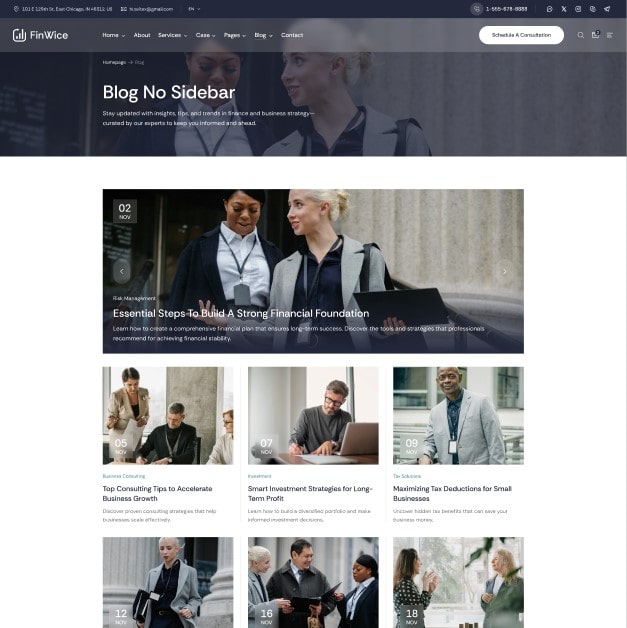 101 E 129th St, East Chicago, IN 46312, US
1-555-678-8888
EN
FinWice
Home
About
Services
Case
Pages
Blog
Contact
Schedule A Consultation
Homepage
Blog
Blog No Sidebar
Stay updated with insights, tips, and trends in finance and business strategy—
curated by our experts to keep you informed and ahead.
02
NOV
Risk Management
Essential Steps To Build A Strong Financial Foundation
Learn how to create a comprehensive financial plan that ensures long-term success. Discover the tools and strategies that professionals
recommend for achieving financial stability.
05
NOV
Business Consulting
Top Consulting Tips to Accelerate
Business Growth
Discover proven consulting strategies that help
businesses scale effectively.
07
NOV
Investment
Smart Investment Strategies for Long-
Term Profit
Learn how to build a diversified portfolio and make
informed investment decisions.
09
NOV
Tax Solutions
Maximizing Tax Deductions for Small
Businesses
Uncover hidden tax benefits that can save your
business money.
12
NOV
16
NOV
18
NOV